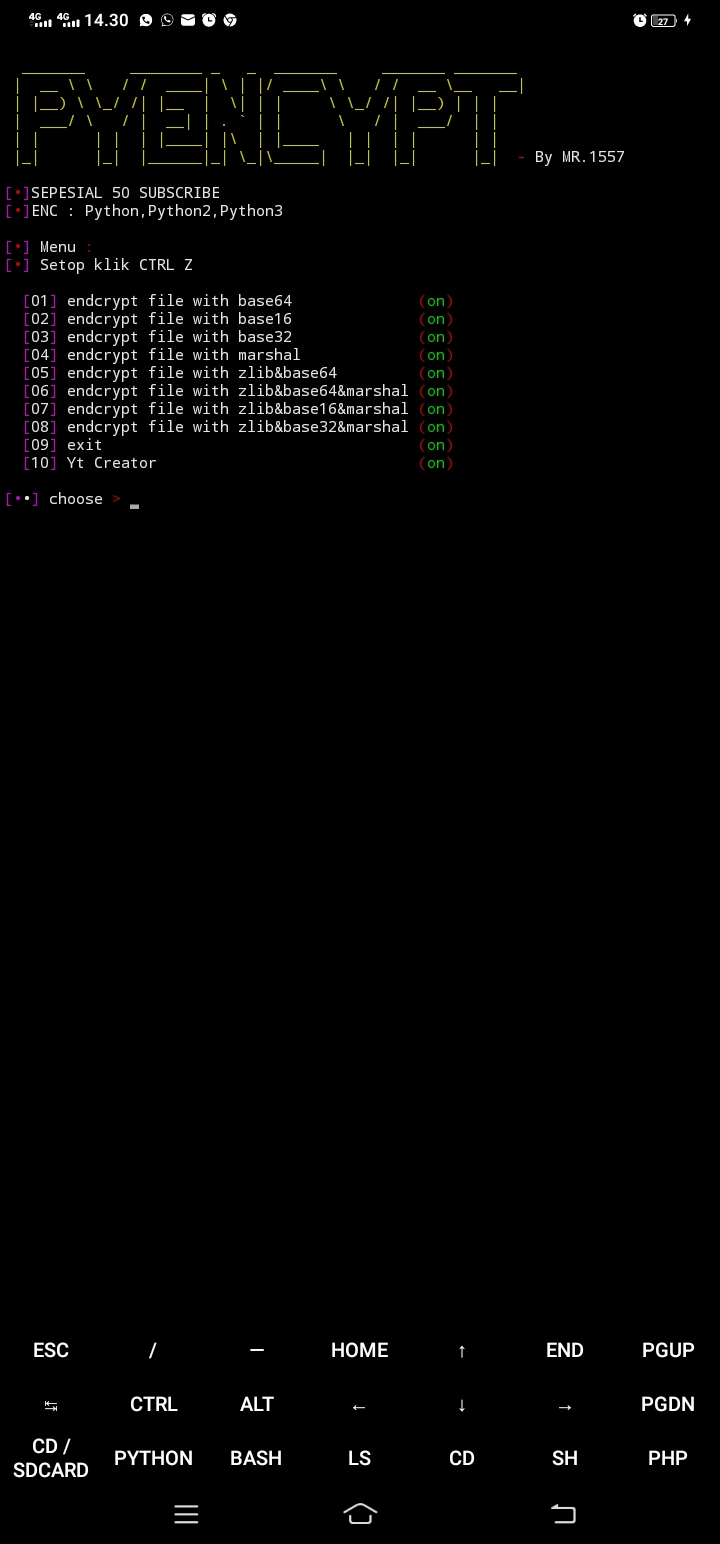 4G 4G 14.30 27
PYENCYPT - By MR.1557
[•]SEPESIAL 50 SUBSCRIBE
[•]ENC : Python,Python2,Python3
[•] Menu :
[•] Setop klik CTRL Z
[01] endcrypt file with base64 (on)
[02] endcrypt file with base16 (on)
[03] endcrypt file with base32 (on)
[04] endcrypt file with marshal (on)
[05] endcrypt file with zlib&base64 (on)
[06] endcrypt file with zlib&base64&marshal (on)
[07] endcrypt file with zlib&base16&marshal (on)
[08] endcrypt file with zlib&base32&marshal (on)
[09] exit (on)
[10] Yt Creator (on)
[••] choose > _
ESC / — HOME ↑ END PGUP
↹ CTRL ALT ← ↓ → PGDN
CD / SDCARD PYTHON BASH LS CD SH PHP